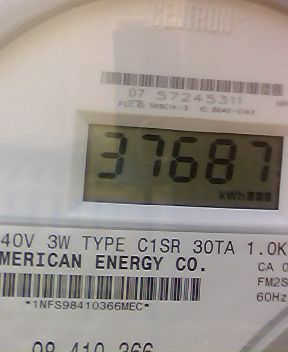 CENTRON®
07 57245311
37687
kWh
40V 3W TYPE C1SR 30TA 1.0K
MERICAN ENERGY CO.
CA 0
FM2S
60Hz
*1NFS98410366MEC*
98 410 366